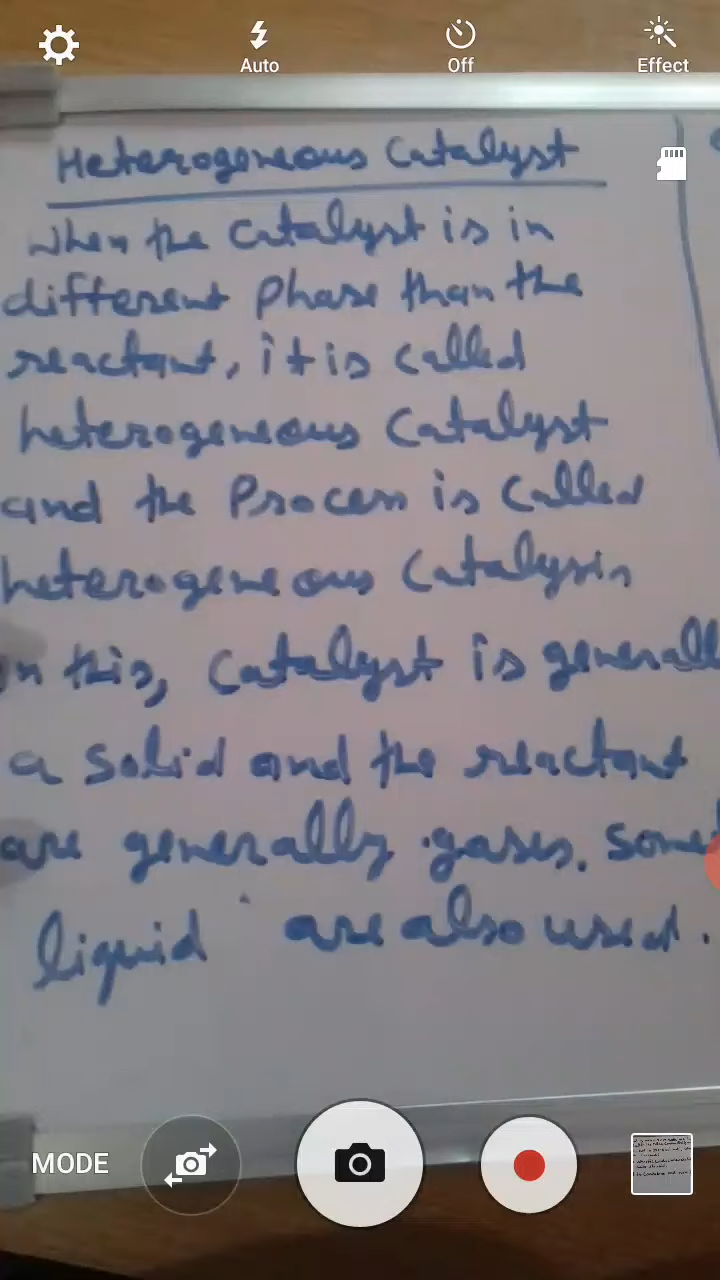 Auto
Off
Effect
Heterogeneous Catalyst
When the Catalyst is in
different Phase than the
reactant, it is called
heterogeneous Catalyst
and the Process is Called
heterogeneous Catalysis
In this, Catalyst is generall
a solid and the reactant
are generally gases. Some
liquid are also used.
MODE